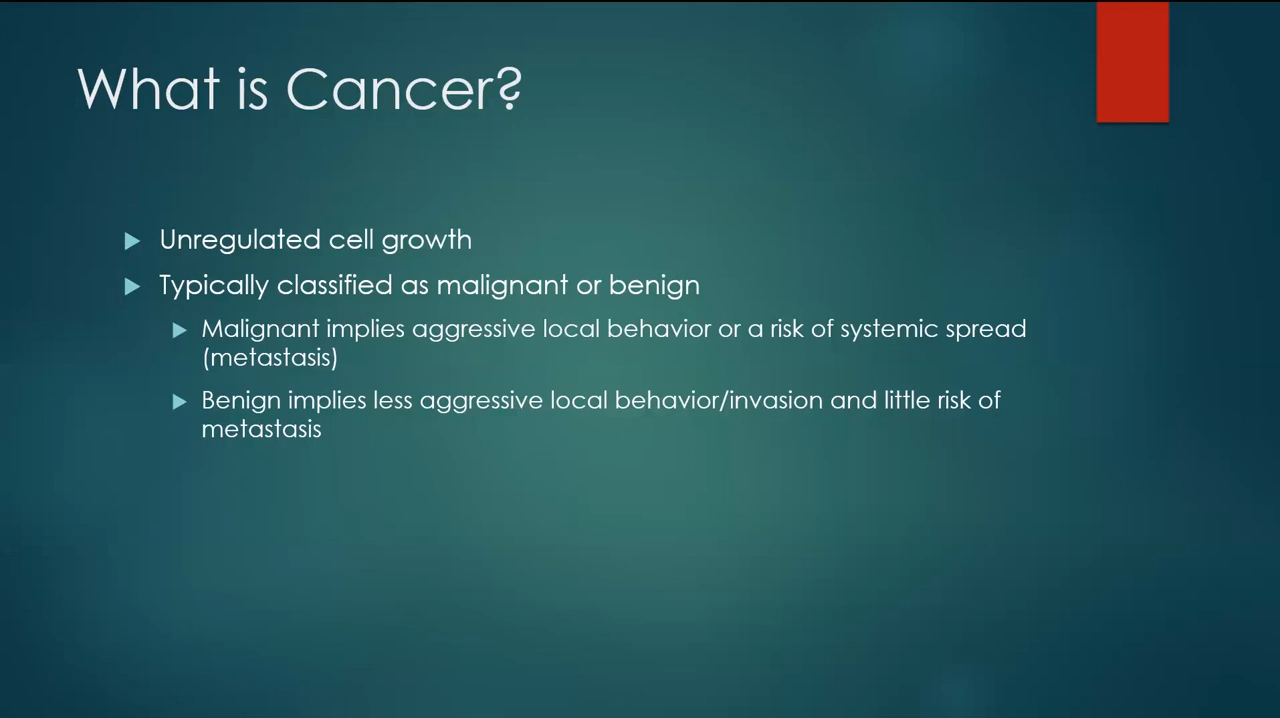 What is Cancer?
Unregulated cell growth
Typically classified as malignant or benign
Malignant implies aggressive local behavior or a risk of systemic spread
(metastasis)
Benign implies less aggressive local behavior/invasion and little risk of
metastasis